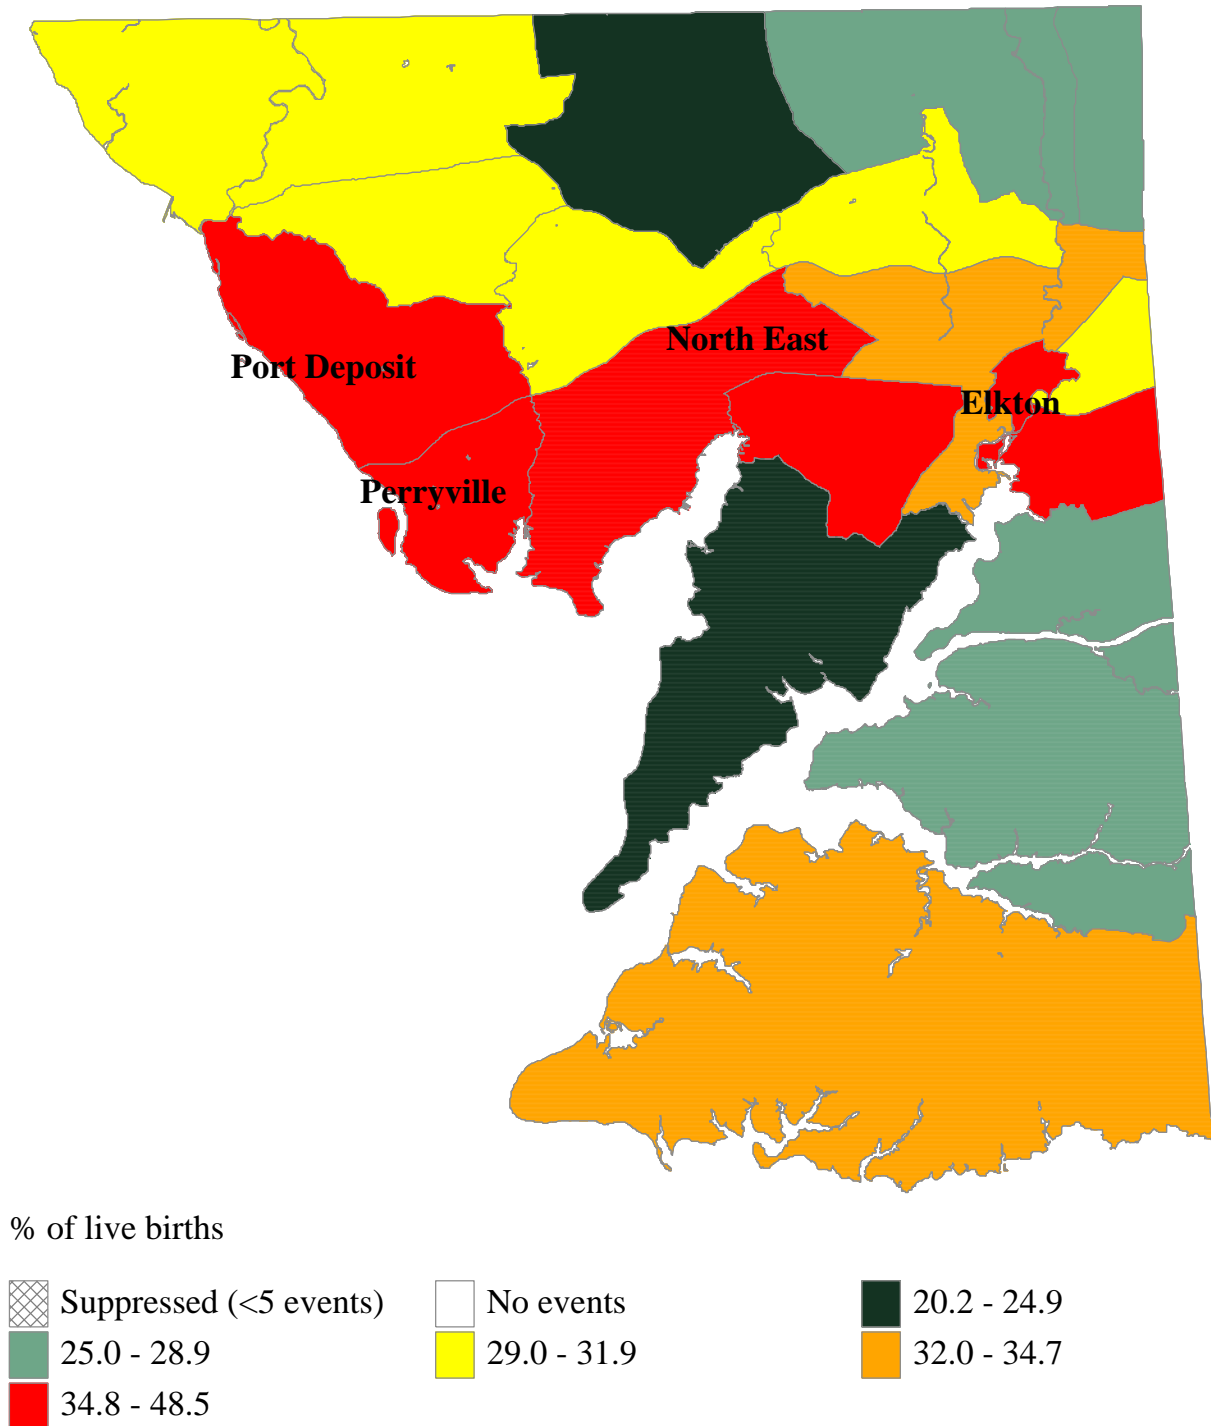 North East
Port Deposit
Elkton
Perryville
% of live births
Suppressed (<5 events)
No events
20.2 - 24.9
25.0 - 28.9
29.0 - 31.9
32.0 - 34.7
34.8 - 48.5